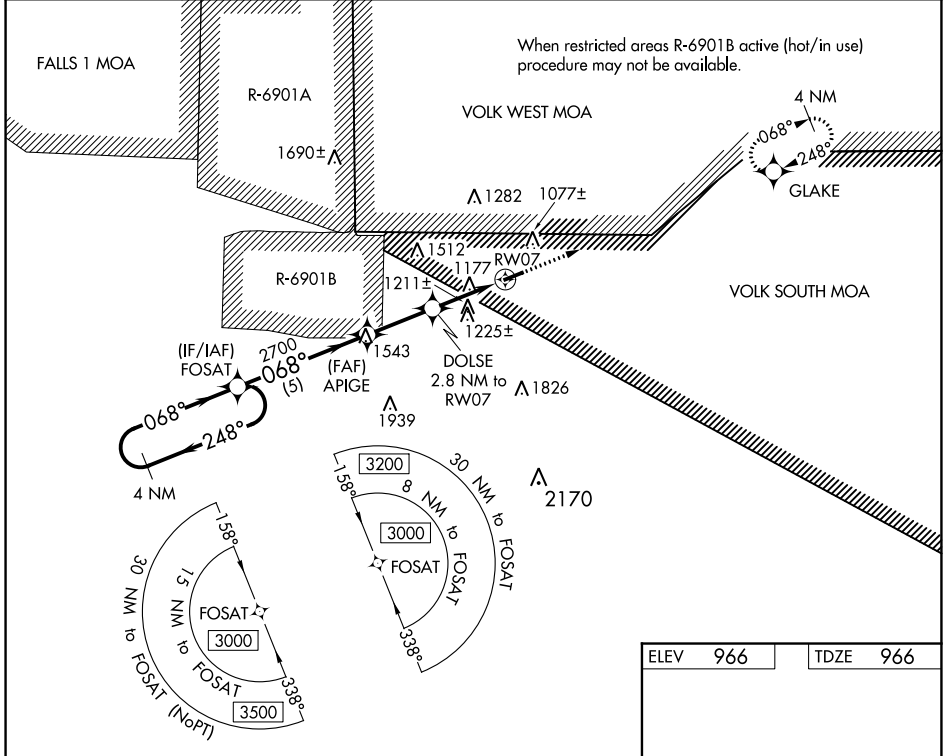 When restricted areas R-6901B active (hot/in use)
procedure may not be available.
FALLS 1 MOA
R-6901A
VOLK WEST MOA
4 NM
068°
248°
GLAKE
1690±
1282
1077±
1512
RW07
1177
R-6901B
1211±
VOLK SOUTH MOA
1225±
(IF/IAF)
FOSAT
2700
068°
(5)
1543
(FAF)
APIGE
DOLSE
2.8 NM to
RW07
1826
1939
068°
248°
4 NM
2170
3200
30 NM to FOSAT
158°
8 NM to FOSAT
3000
FOSAT
338°
158°
30 NM to FOSAT (NoPT)
15 NM to FOSAT
FOSAT
3000
338°
3500
ELEV 966
TDZE 966